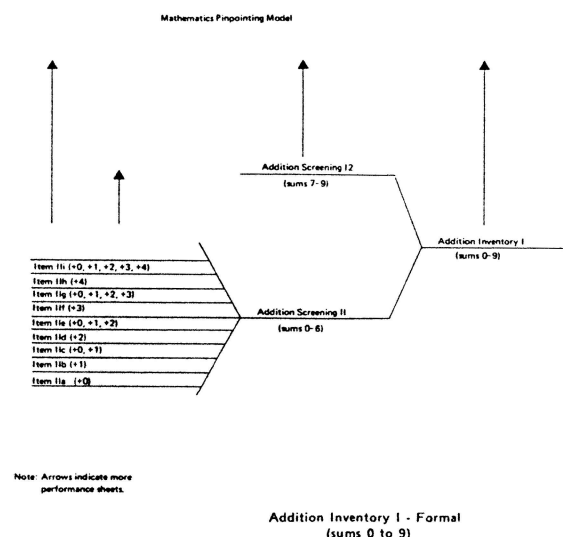 Mathematics Pinpointing Model
Addition Screening I2
(sums 7-9)
Addition Inventory I
(sums 0-9)
Item I1i (+0, +1, +2, +3, +4)
Item I1h (+4)
Item I1g (+0, +1, +2, +3)
Item I1f (+3)
Item I1e (+0, +1, +2)
Item I1d (+2)
Item I1c (+0, +1)
Item I1b (+1)
Item I1a (+0)
Addition Screening I1
(sums 0-6)
Note: Arrows indicate more
performance sheets.
Addition Inventory I - Formal
(sums 0 to 9)